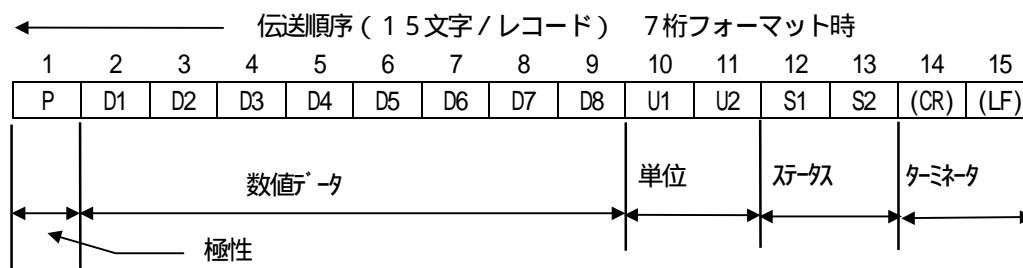 伝送順序（１５文字/レコード）　７桁フォーマット時
1 2 3 4 5 6 7 8 9 10 11 12 13 14 15
P D1 D2 D3 D4 D5 D6 D7 D8 U1 U2 S1 S2 (CR) (LF)
数値ﾃﾞｰﾀ 単位 ｽﾃｰﾀｽ ﾀｰﾐﾈｰﾀ
極性